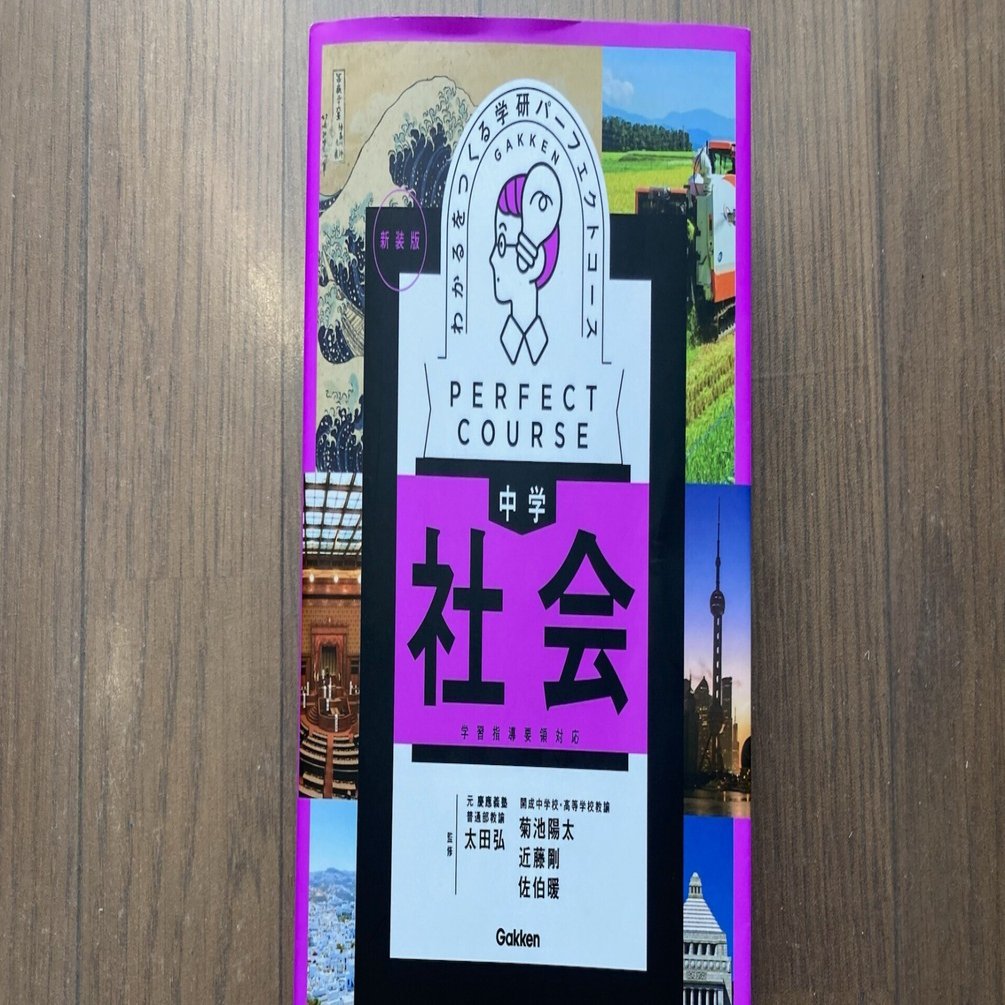 わかるをつくる学研パーフェクトコース
GAKKEN
新装版
PERFECT
COURSE
中学
社会
学習指導要領対応
監修
元 慶應義塾
普通部教諭
太田弘
開成中学校・高等学校教諭
菊池陽太
近藤剛
佐伯暖
Gakken